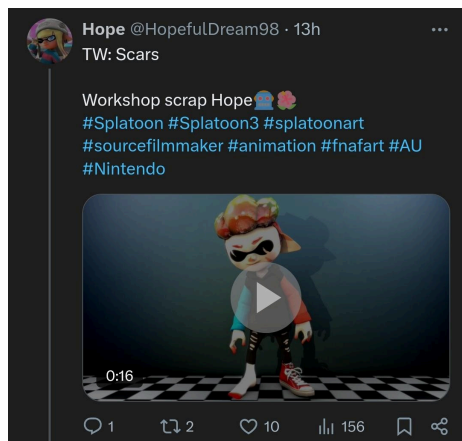 Hope @HopefulDream98 · 13h
TW: Scars
Workshop scrap Hope🤖🌺
#Splatoon #Splatoon3 #splatoonart
#sourcefilmmaker #animation #fnafart #AU
#Nintendo
0:16
1 2 10 156